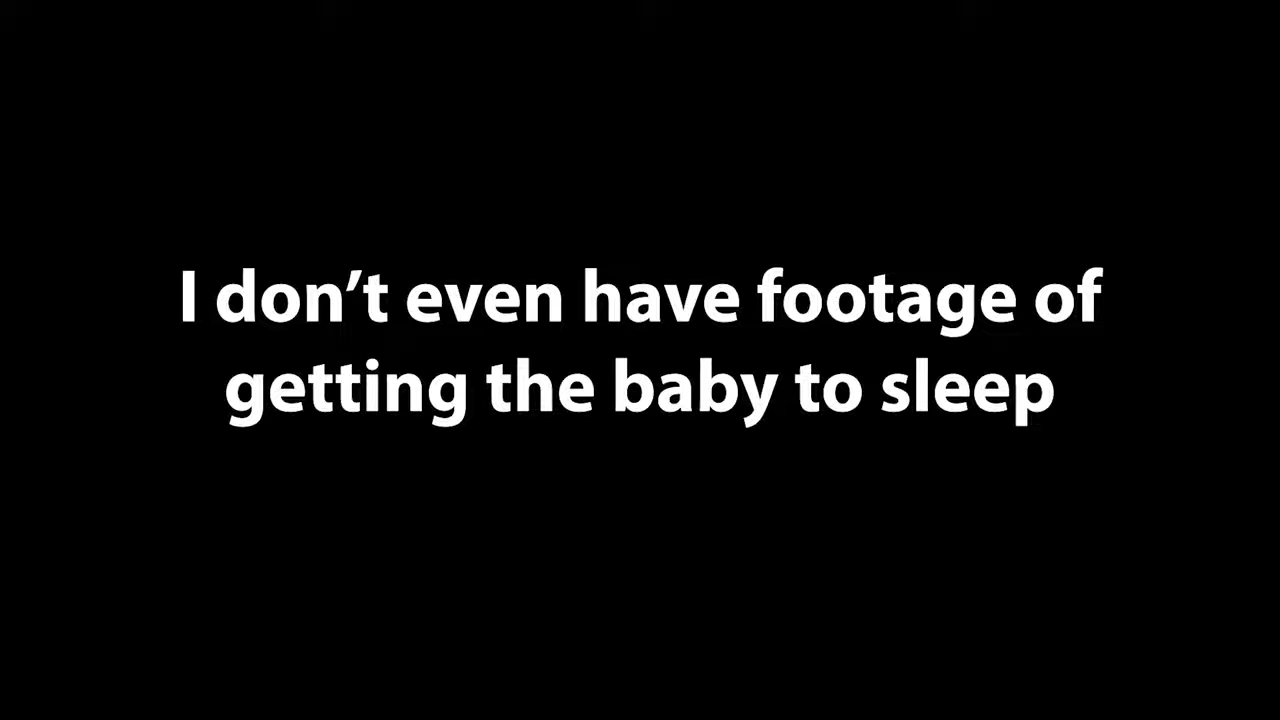 I don’t even have footage of
getting the baby to sleep